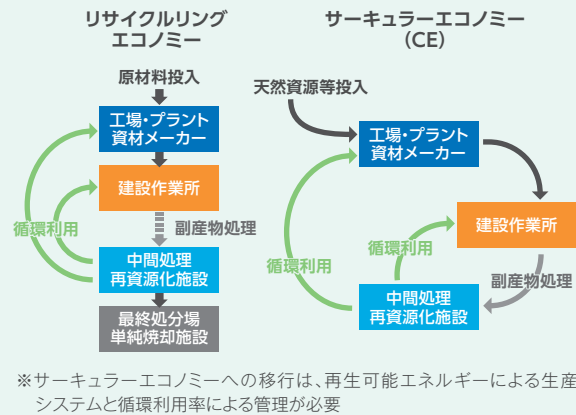 リサイクルリング
エコノミー
原材料投入
工場・プラント
資材メーカー
建設作業所
副産物処理
循環利用
中間処理
再資源化施設
最終処分場
単純焼却施設
サーキュラーエコノミー
(CE)
天然資源等投入
工場・プラント
資材メーカー
建設作業所
循環利用
循環利用
副産物処理
中間処理
再資源化施設
※サーキュラーエコノミーへの移行は、再生可能エネルギーによる生産
システムと循環利用率による管理が必要